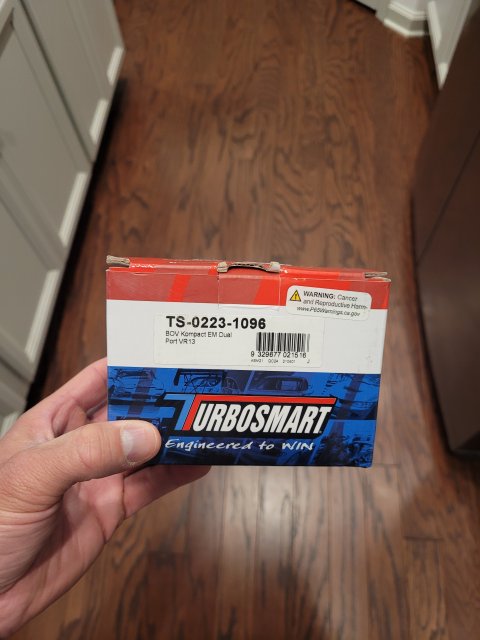 WARNING: Cancer
and Reproductive Harm-
www.P65Warnings.ca.gov
TS-0223-1096
BOV Kompact EM Dual
Port VR13
9 329677 021516
TURBOSMART
Engineered to WIN